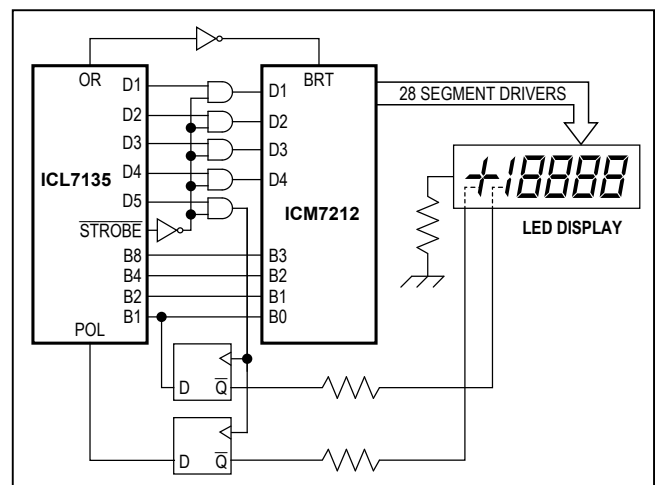 OR
BRT
D1
D2
D3
D4
D5
ICL7135
STROBE
B8
B4
B2
B1
POL
D1
D2
D3
D4
ICM7212
B3
B2
B1
B0
28 SEGMENT DRIVERS
+18888
LED DISPLAY
D Q
D Q